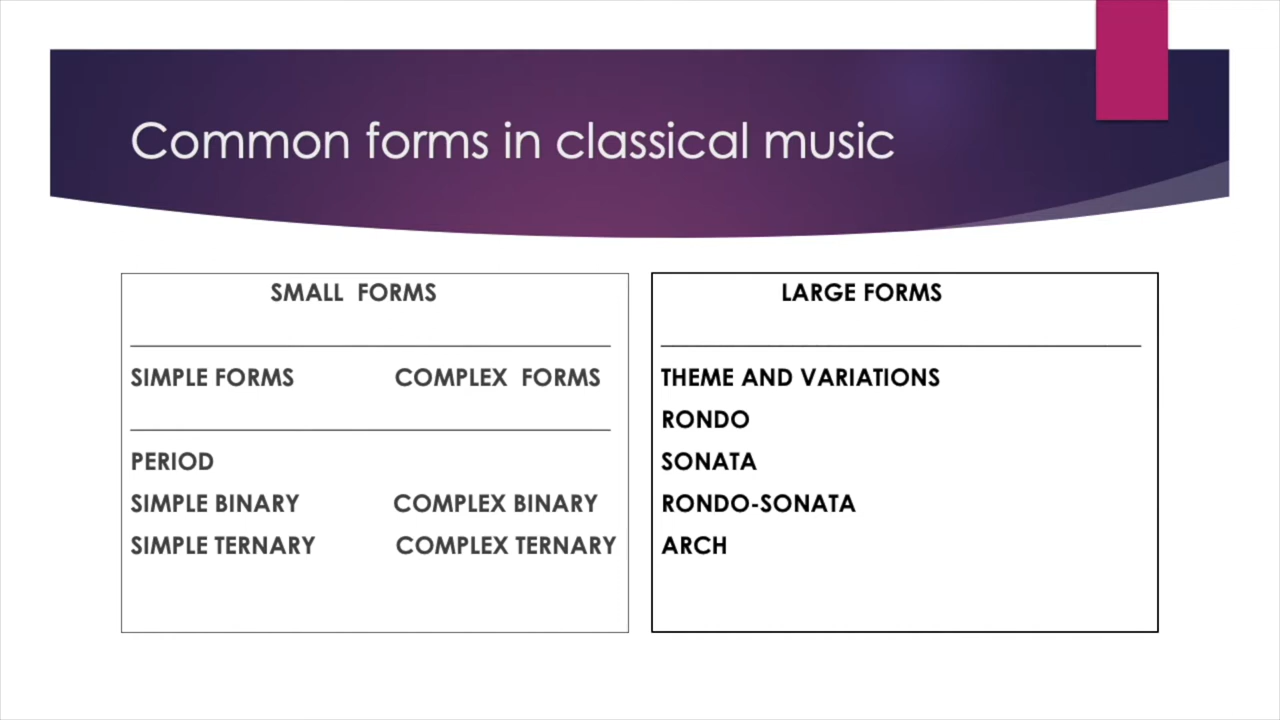 Common forms in classical music
SMALL FORMS
SIMPLE FORMS COMPLEX FORMS
PERIOD
SIMPLE BINARY COMPLEX BINARY
SIMPLE TERNARY COMPLEX TERNARY
LARGE FORMS
THEME AND VARIATIONS
RONDO
SONATA
RONDO-SONATA
ARCH